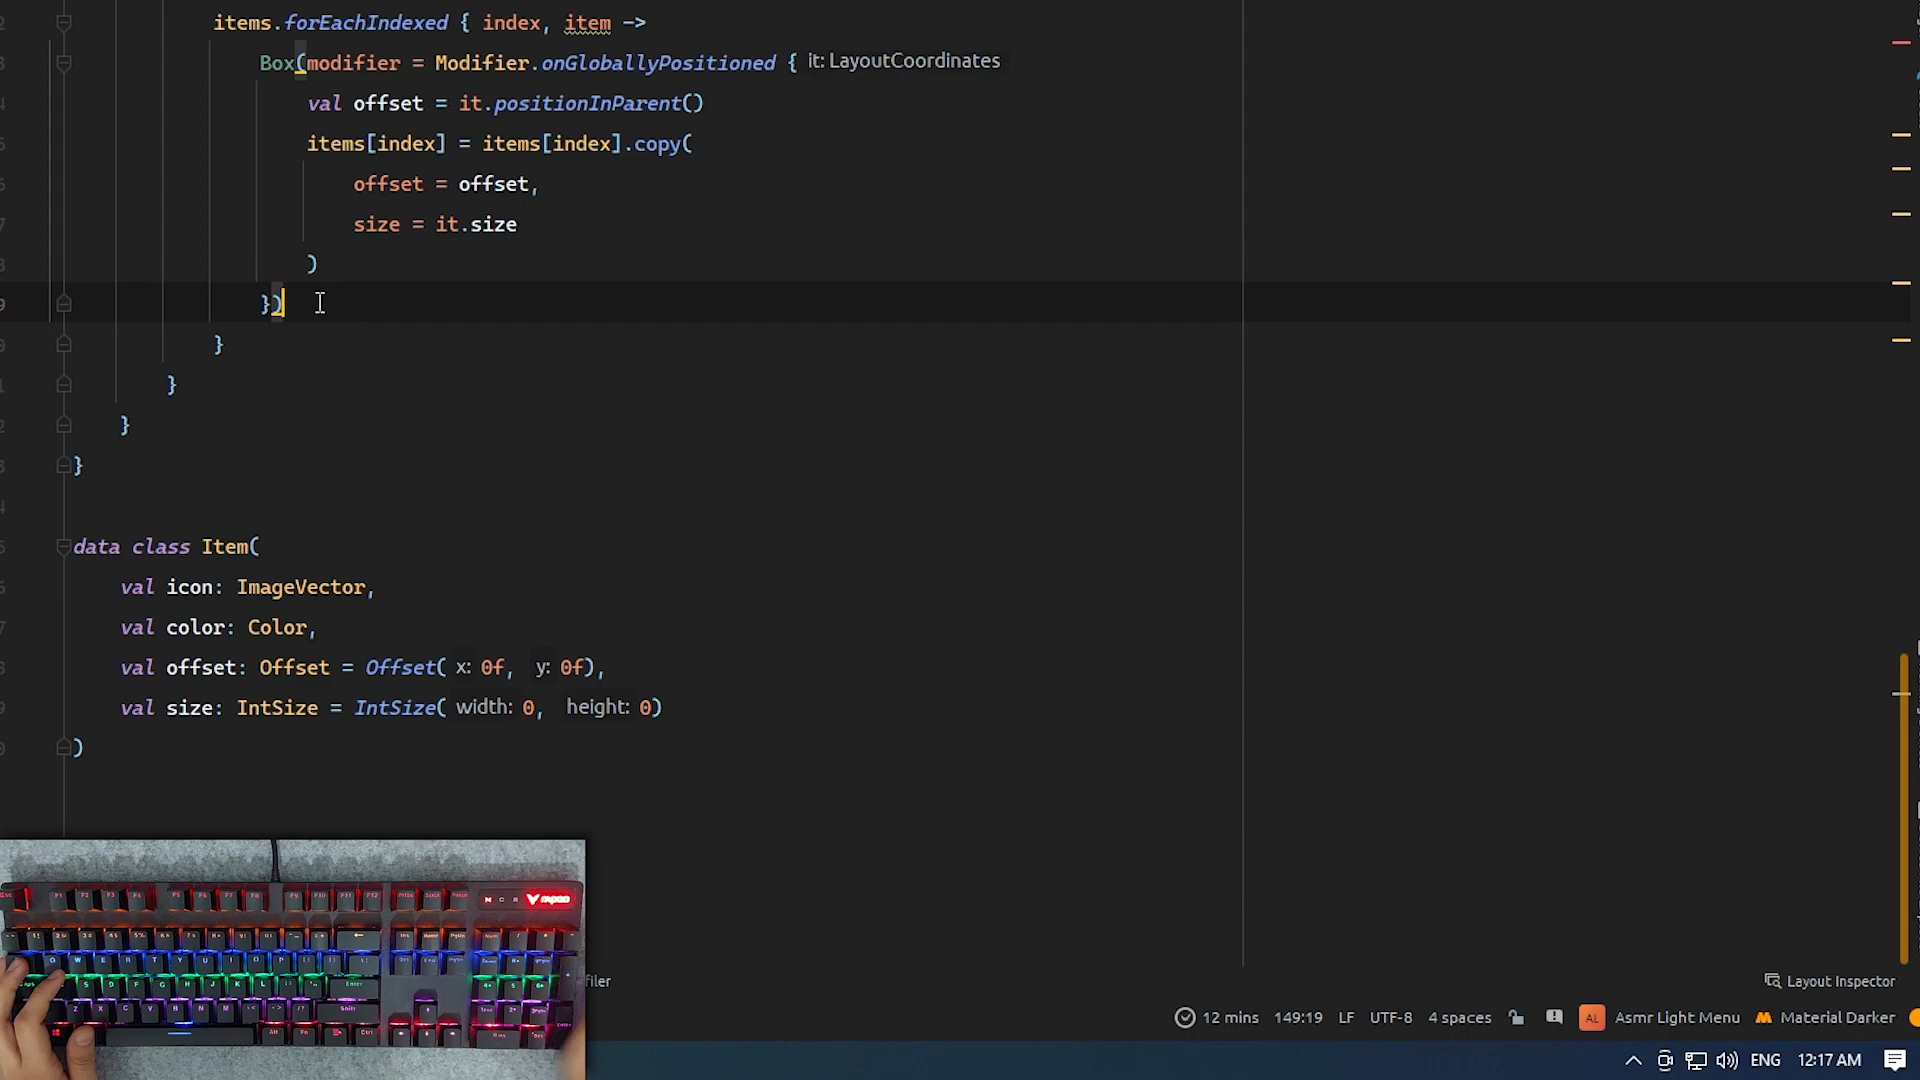 items.forEachIndexed { index, item ->
Box(modifier = Modifier.onGloballyPositioned { it: LayoutCoordinates
val offset = it.positionInParent()
items[index] = items[index].copy(
offset = offset,
size = it.size
)
})
}
}
}
}
data class Item(
val icon: ImageVector,
val color: Color,
val offset: Offset = Offset( x: 0f, y: 0f),
val size: IntSize = IntSize( width: 0, height: 0)
)
filer
Layout Inspector
12 mins 149:19 LF UTF-8 4 spaces AL Asmr Light Menu Material Darker
ENG 12:17 AM